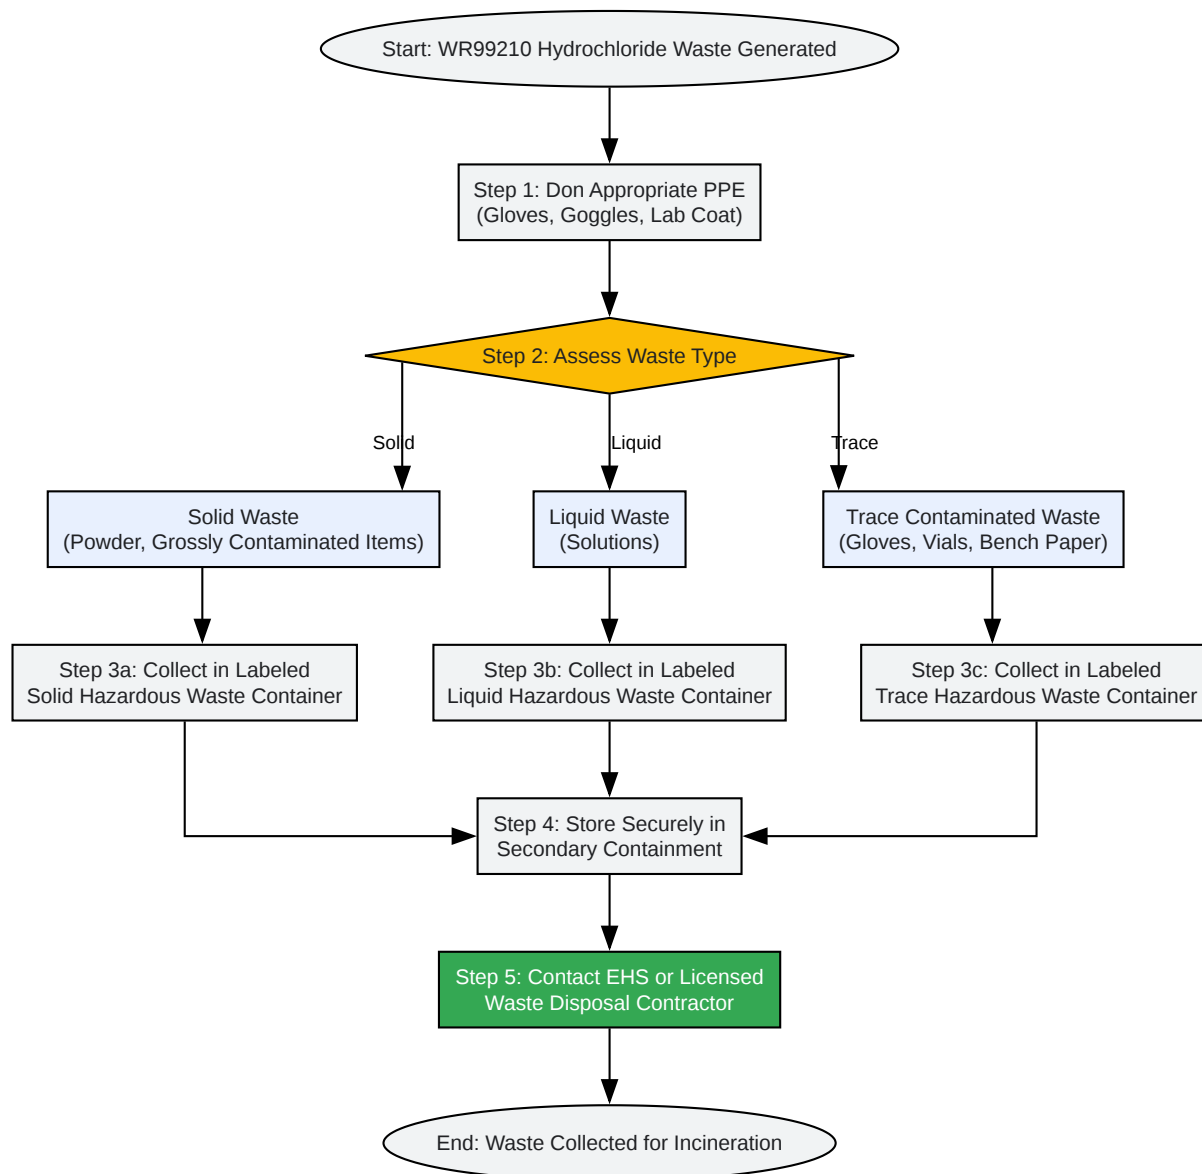 Start: WR99210 Hydrochloride Waste Generated
Step 1: Don Appropriate PPE
(Gloves, Goggles, Lab Coat)
Step 2: Assess Waste Type
Solid
Liquid
Trace
Solid Waste
(Powder, Grossly Contaminated Items)
Liquid Waste
(Solutions)
Trace Contaminated Waste
(Gloves, Vials, Bench Paper)
Step 3a: Collect in Labeled
Solid Hazardous Waste Container
Step 3b: Collect in Labeled
Liquid Hazardous Waste Container
Step 3c: Collect in Labeled
Trace Hazardous Waste Container
Step 4: Store Securely in
Secondary Containment
Step 5: Contact EHS or Licensed
Waste Disposal Contractor
End: Waste Collected for Incineration